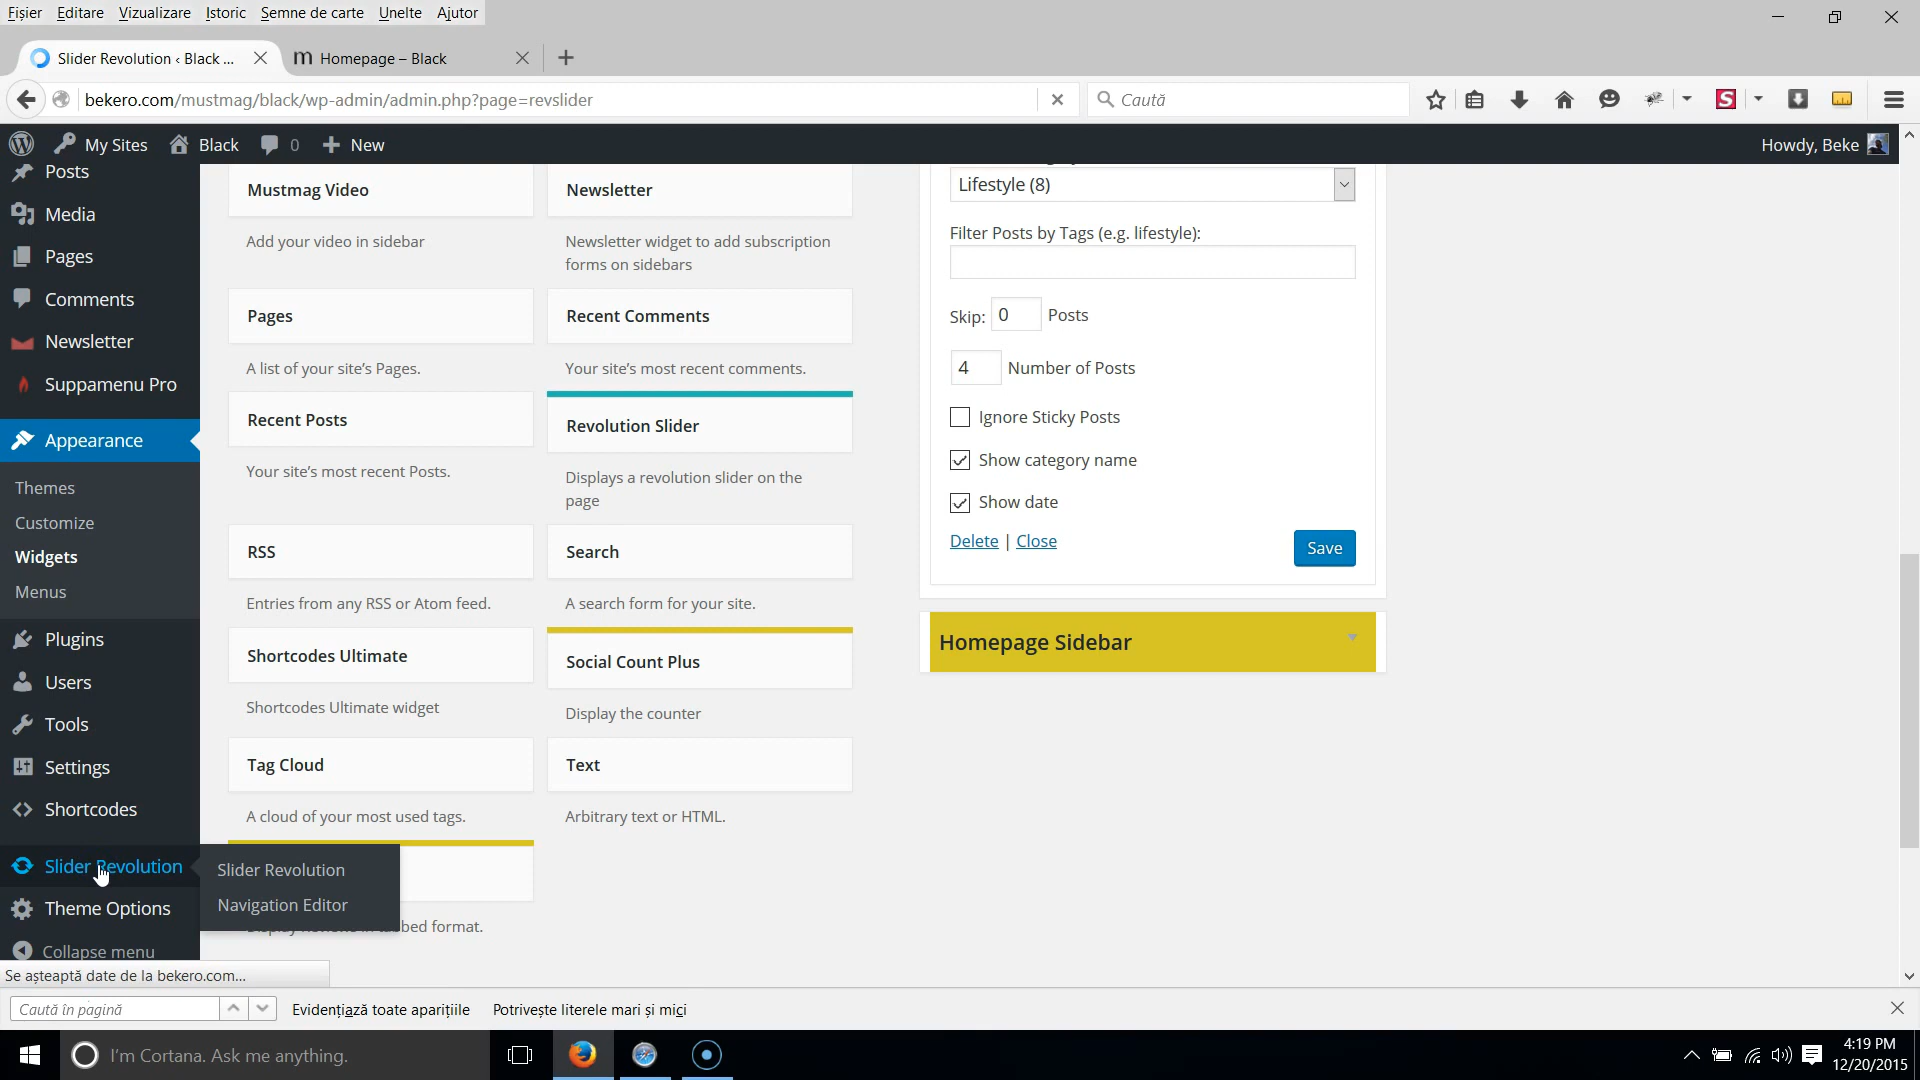 Fișier Editare Vizualizare Istoric Semne de carte Unelte Ajutor
Slider Revolution ‹ Black ...
m Homepage – Black
bekero.com/mustmag/black/wp-admin/admin.php?page=revslider
Caută
S
My Sites
Black
0
New
Howdy, Beke
Posts
Media
Pages
Comments
Newsletter
Suppamenu Pro
Appearance
Themes
Customize
Widgets
Menus
Plugins
Users
Tools
Settings
Shortcodes
Slider Revolution
Theme Options
Collapse menu
Slider Revolution
Navigation Editor
Mustmag Video
Add your video in sidebar
Newsletter
Newsletter widget to add subscription
forms on sidebars
Pages
A list of your site's Pages.
Recent Comments
Your site's most recent comments.
Recent Posts
Your site's most recent Posts.
Revolution Slider
Displays a revolution slider on the
page
RSS
Entries from any RSS or Atom feed.
Search
A search form for your site.
Shortcodes Ultimate
Shortcodes Ultimate widget
Social Count Plus
Display the counter
Tag Cloud
A cloud of your most used tags.
Text
Arbitrary text or HTML.
format.
Lifestyle (8)
Filter Posts by Tags (e.g. lifestyle):
Skip: 0 Posts
4 Number of Posts
Ignore Sticky Posts
Show category name
Show date
Delete | Close
Save
Homepage Sidebar
Se așteaptă date de la bekero.com...
Caută în pagină
Evidențiază toate aparițiile
Potrivește literele mari și mici
I'm Cortana. Ask me anything.
4:19 PM
12/20/2015